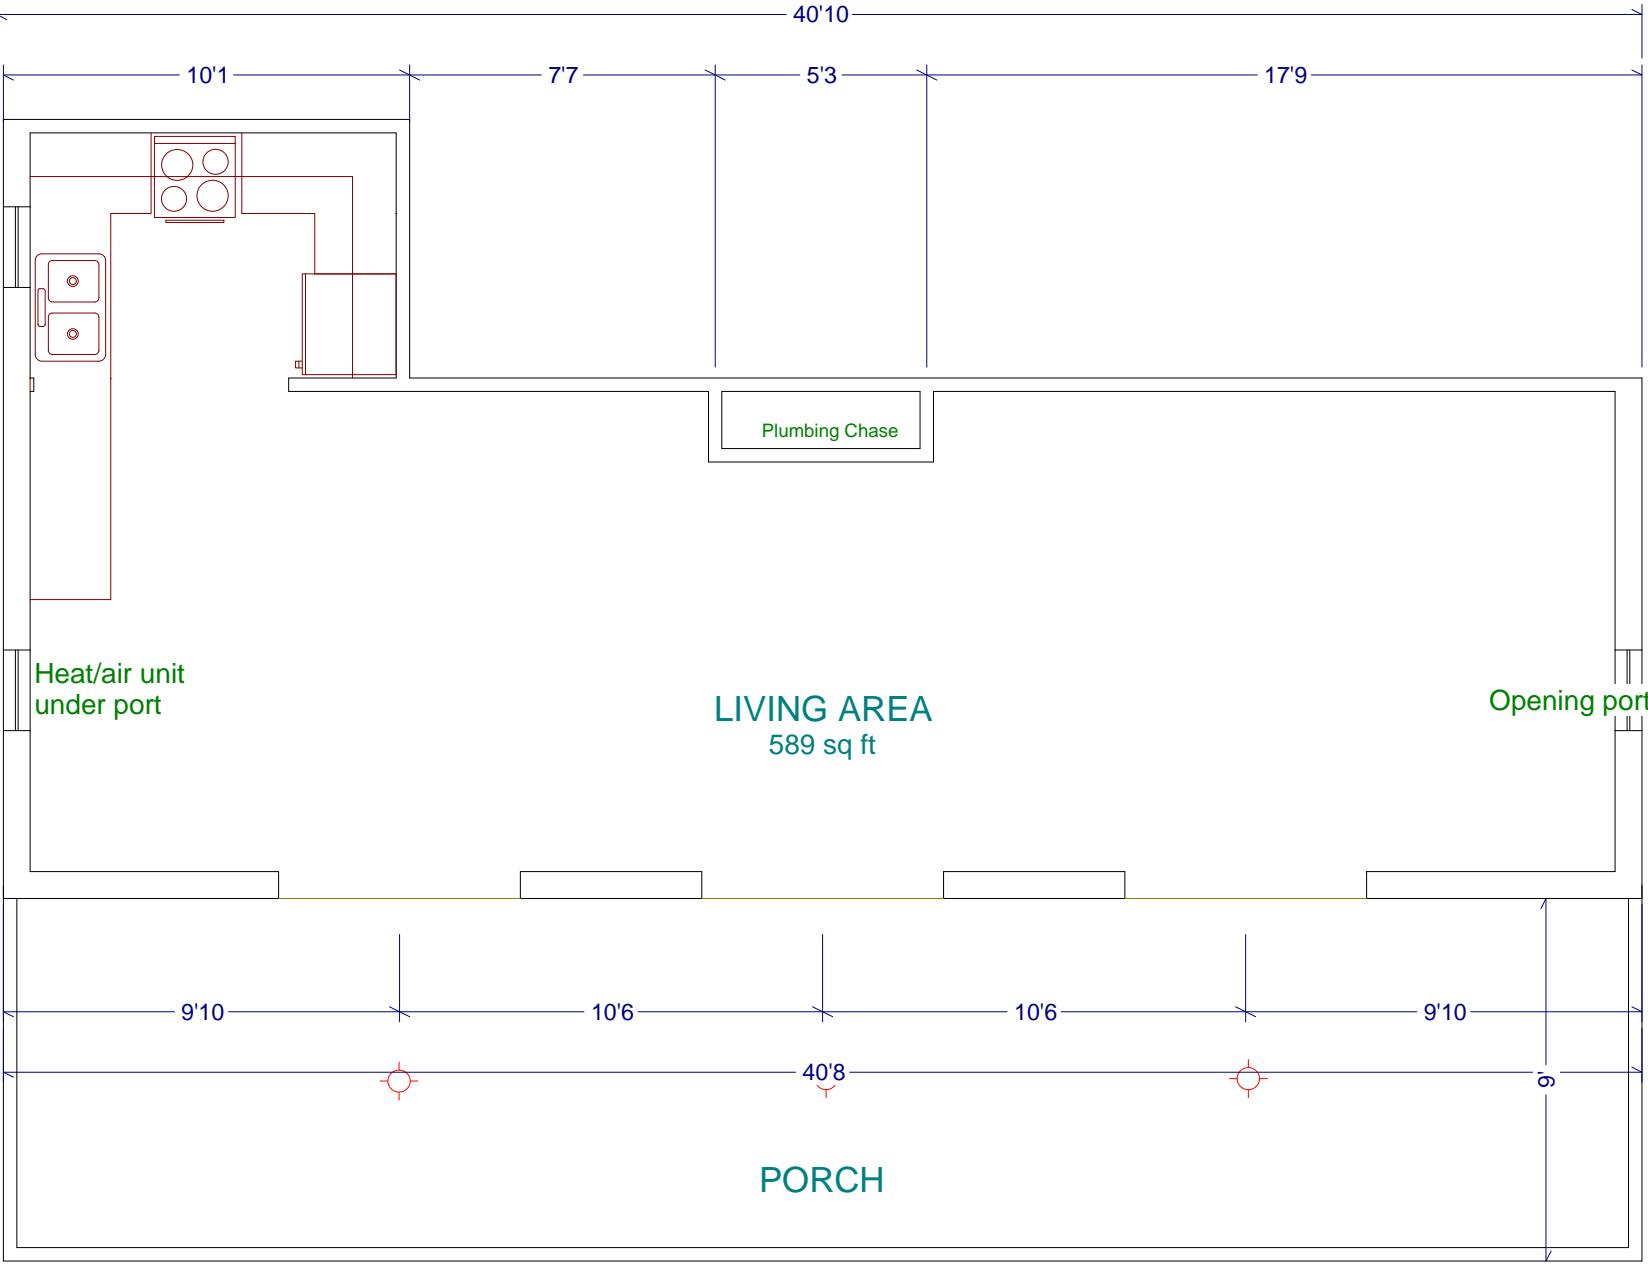 40'10
10'1
7'7
5'3
17'9
Plumbing Chase
Heat/air unit
under port
LIVING AREA
589 sq ft
Opening port
9'10
10'6
10'6
9'10
40'8
9'
PORCH